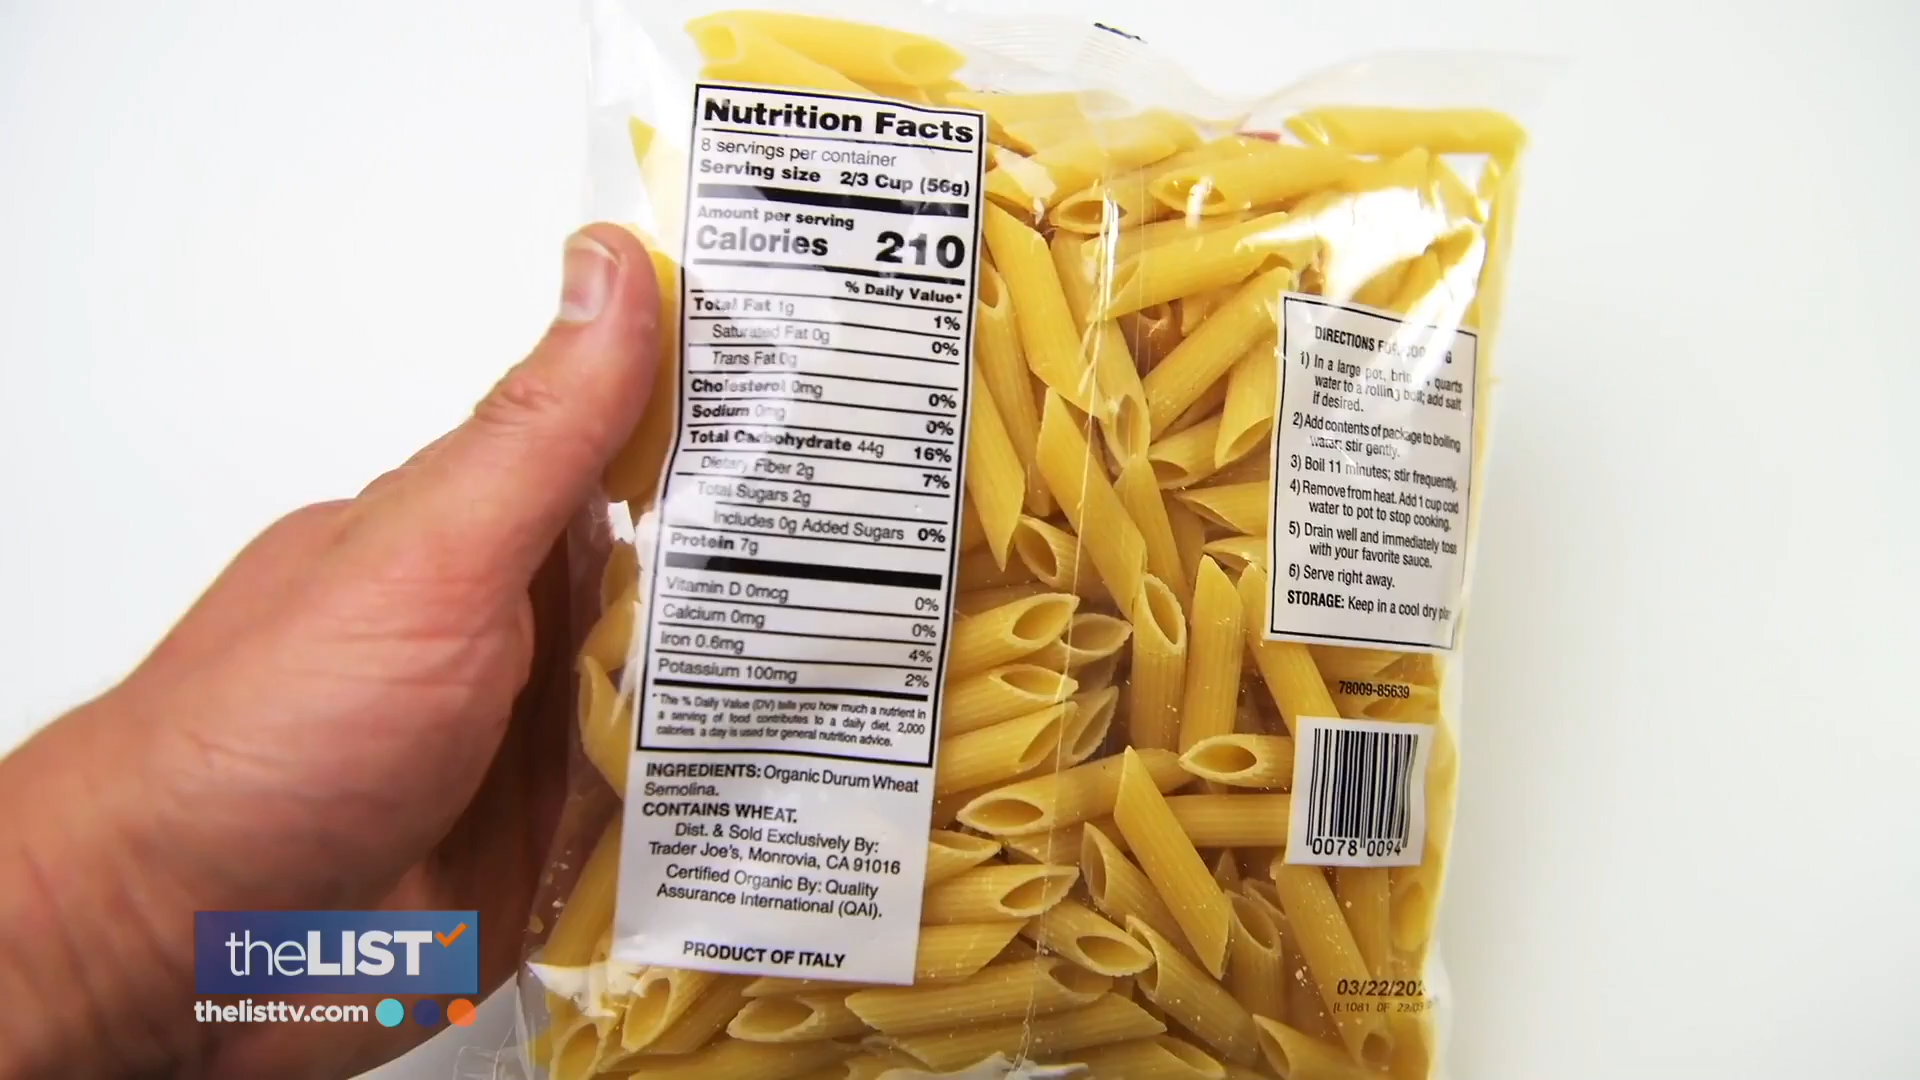 Nutrition Facts
8 servings per container
Serving size 2/3 Cup (56g)
Amount per serving
Calories 210
% Daily Value*
Total Fat 1g 1%
Saturated Fat 0g 0%
Trans Fat 0g
Cholesterol 0mg 0%
Sodium 0mg 0%
Total Carbohydrate 44g 16%
Dietary Fiber 2g 7%
Total Sugars 2g
Includes 0g Added Sugars 0%
Protein 7g
Vitamin D 0mcg 0%
Calcium 0mg 0%
Iron 0.6mg 4%
Potassium 100mg 2%
*The % Daily Value (DV) tells you how much a nutrient in
a serving of food contributes to a daily diet. 2,000
calories a day is used for general nutrition advice.
INGREDIENTS: Organic Durum Wheat
Semolina.
CONTAINS WHEAT.
Dist. & Sold Exclusively By:
Trader Joe's, Monrovia, CA 91016
Certified Organic By: Quality
Assurance International (QAI).
PRODUCT OF ITALY
DIRECTIONS
1) In a large pot, quarts
water to a rolling boil; add salt
if desired.
2) Add contents of package to boiling
water; stir gently.
3) Boil 11 minutes; stir frequently.
4) Remove from heat. Add 1 cup cold
water to pot to stop cooking.
5) Drain well and immediately toss
with your favorite sauce.
6) Serve right away.
STORAGE: Keep in a cool dry
78009-85639
0078 0094
03/22/202
theLIST
thelisttv.com